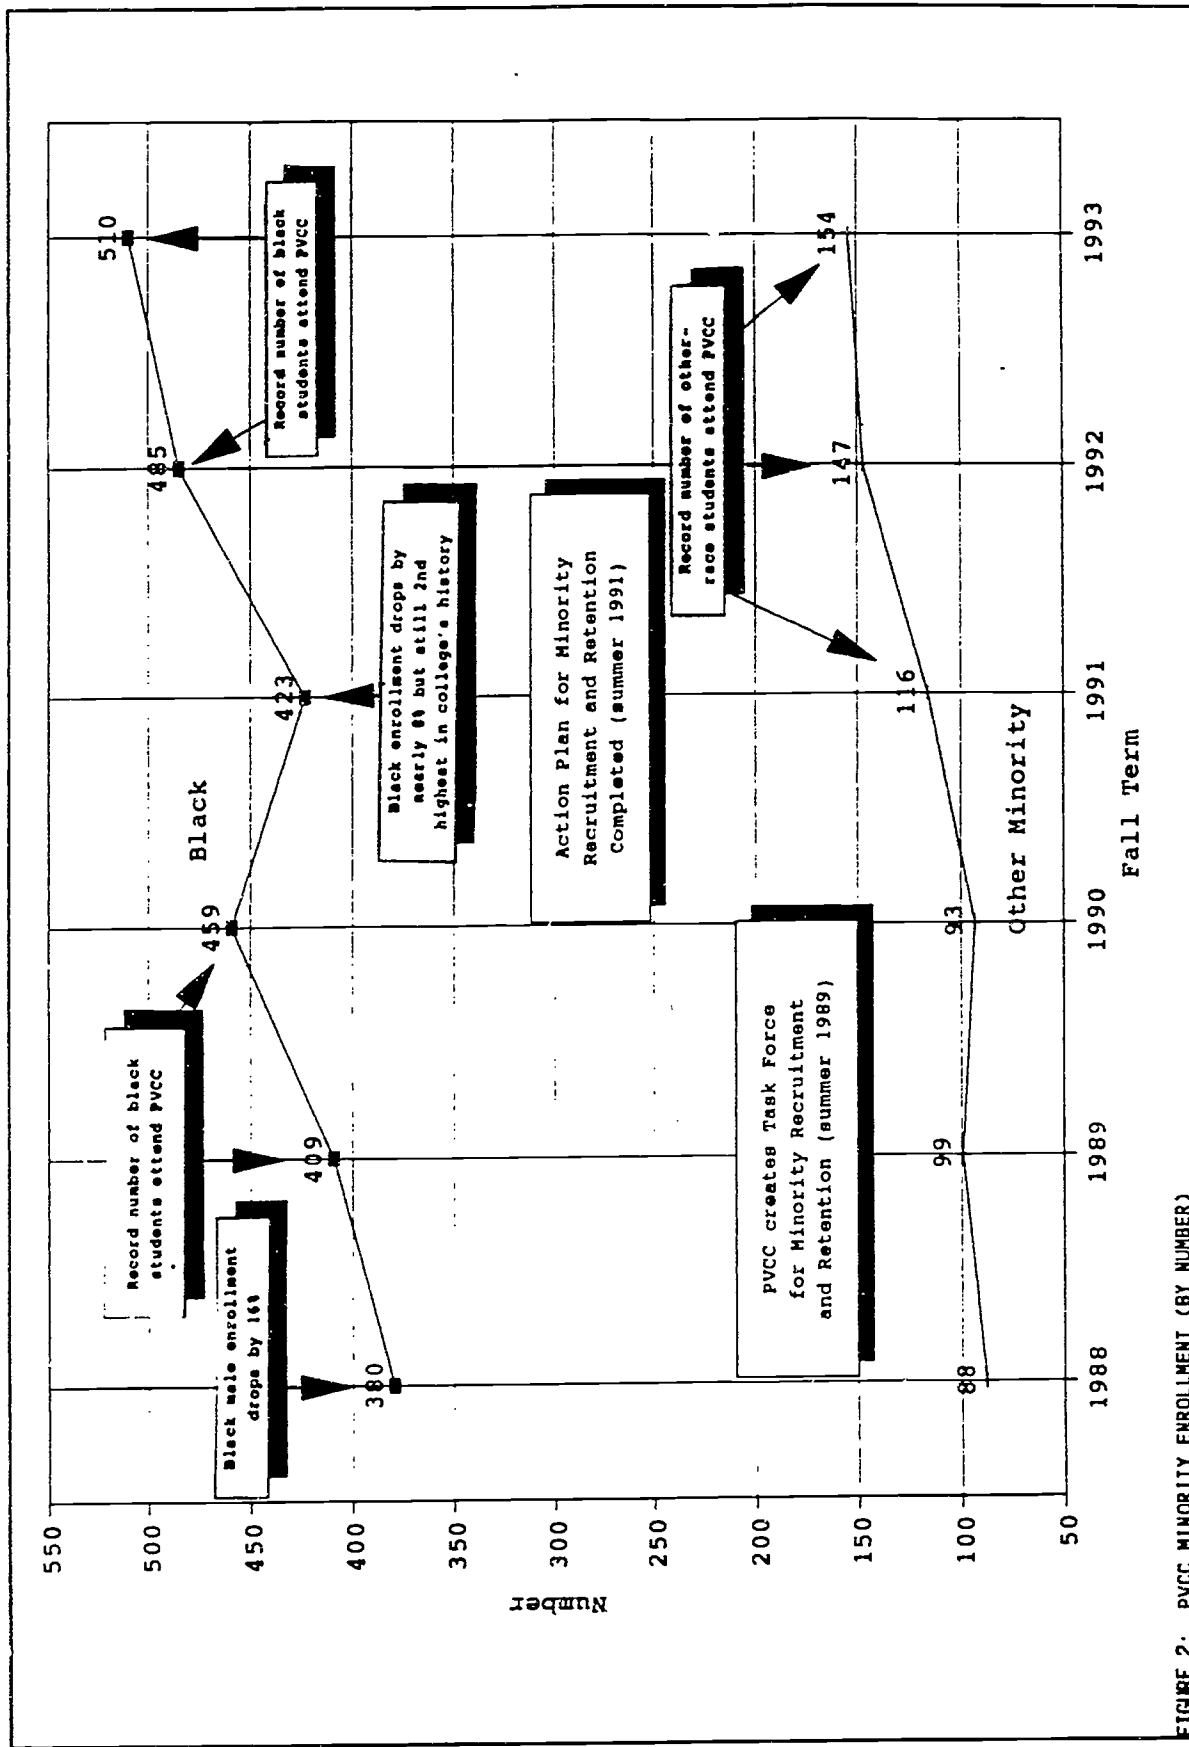 550
500
450
400
350
300
250
200
150
100
50
Number
Record number of black
students attend PVCC
Black male enrollment
drops by 16%
380
409
459
423
485
510
Black
Record number of black
students attend PVCC
Black enrollment drops by
nearly 8% but still 2nd
highest in college's history
Action Plan for Minority
Recruitment and Retention
Completed (summer 1991)
Record number of other-
race students attend PVCC
PVCC creates Task Force
for Minority Recruitment
and Retention (summer 1989)
88
99
93
116
147
154
Other Minority
1988
1989
1990
1991
1992
1993
Fall Term
FIGURE 2: PVCC MINORITY ENROLLMENT (BY NUMBER)